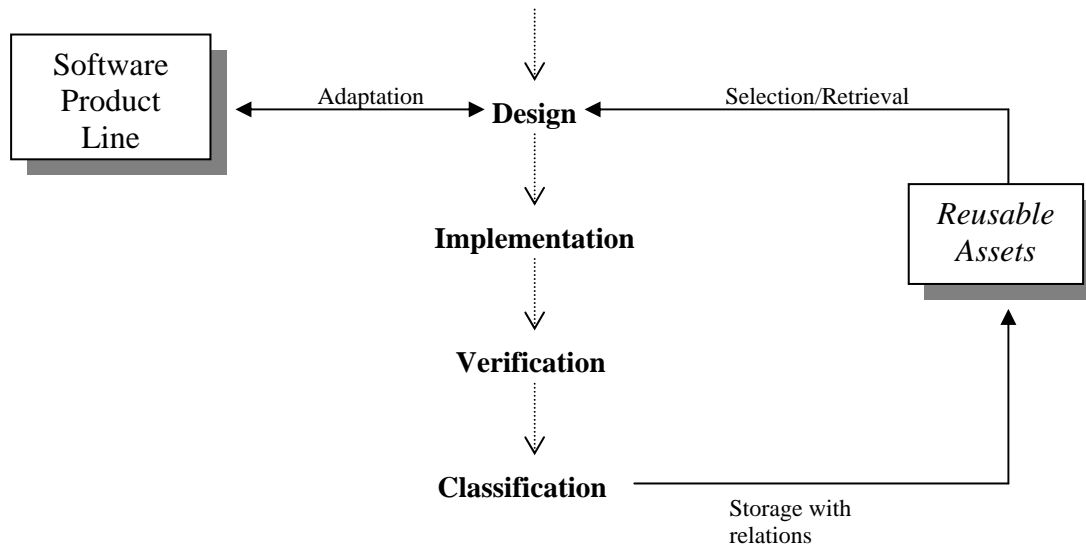 Software
Product
Line
Adaptation
Design
Selection/Retrieval
Reusable
Assets
Implementation
Verification
Classification
Storage with
relations